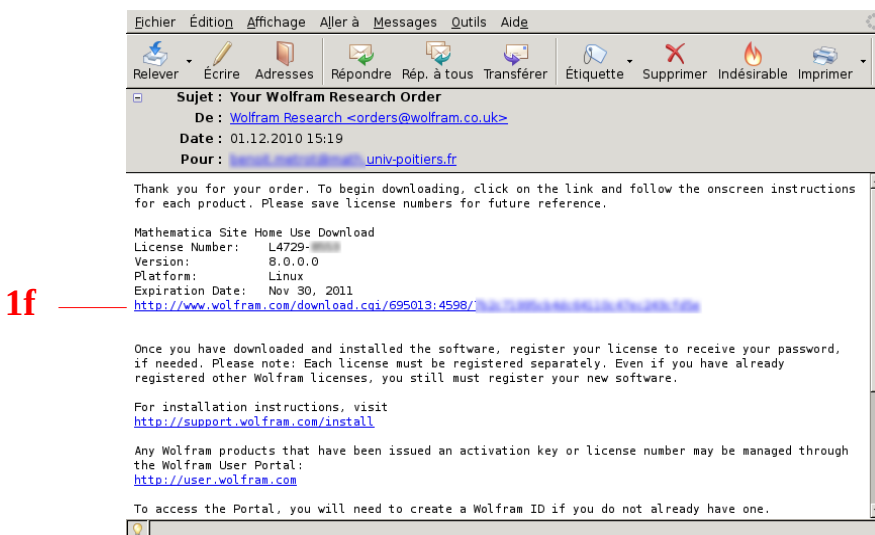 Fichier Édition Affichage Aller à Messages Outils Aide
Relever Écrire Adresses Répondre Rép. à tous Transférer Étiquette Supprimer Indésirable Imprimer
Sujet : Your Wolfram Research Order
De : Wolfram Research <orders@wolfram.co.uk>
Date : 01.12.2010 15:19
Pour : .univ-poitiers.fr
Thank you for your order. To begin downloading, click on the link and follow the onscreen instructions
for each product. Please save license numbers for future reference.
Mathematica Site Home Use Download
License Number: L4729-
Version: 8.0.0.0
Platform: Linux
Expiration Date: Nov 30, 2011
1f
http://www.wolfram.com/download.cgi/695013:4598/
Once you have downloaded and installed the software, register your license to receive your password,
if needed. Please note: Each license must be registered separately. Even if you have already
registered other Wolfram licenses, you still must register your new software.
For installation instructions, visit
http://support.wolfram.com/install
Any Wolfram products that have been issued an activation key or license number may be managed through
the Wolfram User Portal:
http://user.wolfram.com
To access the Portal, you will need to create a Wolfram ID if you do not already have one.